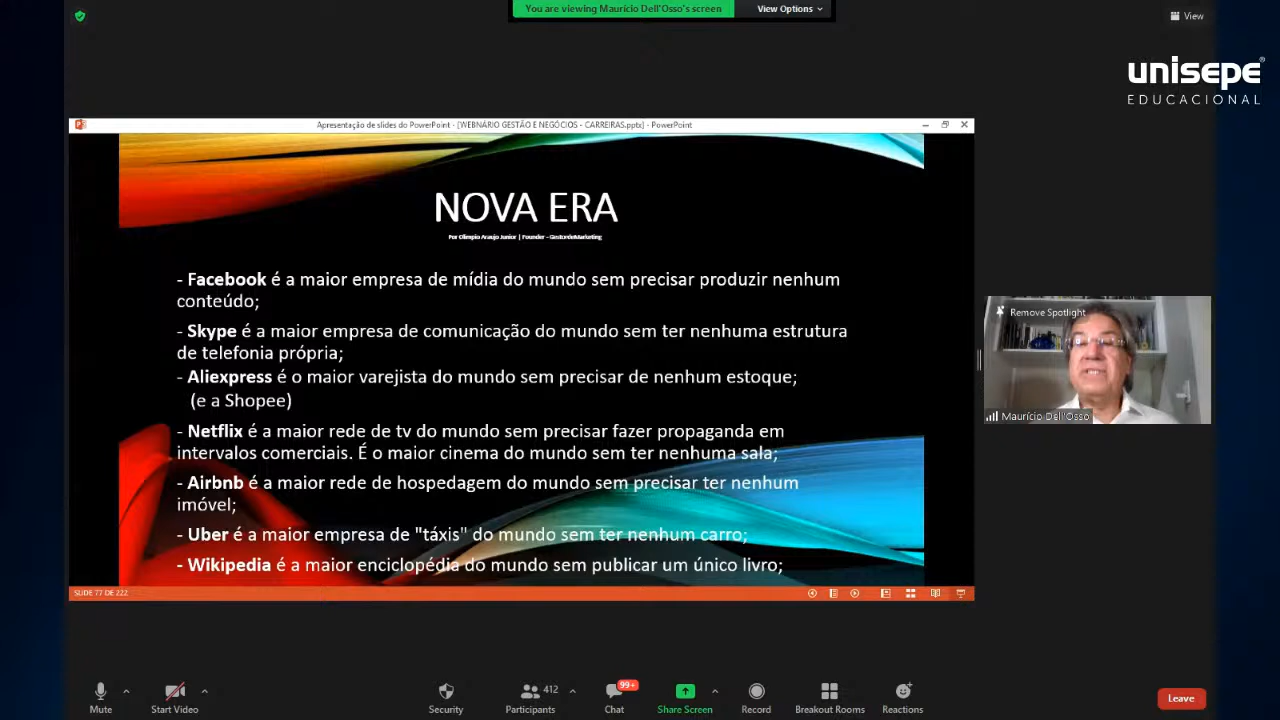 You are viewing Maurício Dell'Osso's screen
View Options
View
unisepe
EDUCACIONAL
Apresentação de slides do PowerPoint - [WEBNÁRIO GESTÃO E NEGÓCIOS - CARREIRAS.pptx] - PowerPoint
NOVA ERA
Por Olimpio Araujo Junior | Founder - GestordeMarketing
- Facebook é a maior empresa de mídia do mundo sem precisar produzir nenhum
conteúdo;
- Skype é a maior empresa de comunicação do mundo sem ter nenhuma estrutura
de telefonia própria;
- Aliexpress é o maior varejista do mundo sem precisar de nenhum estoque;
(e a Shopee)
- Netflix é a maior rede de tv do mundo sem precisar fazer propaganda em
intervalos comerciais. É o maior cinema do mundo sem ter nenhuma sala;
- Airbnb é a maior rede de hospedagem do mundo sem precisar ter nenhum
imóvel;
- Uber é a maior empresa de "táxis" do mundo sem ter nenhum carro;
- Wikipedia é a maior enciclopédia do mundo sem publicar um único livro;
SLIDE 77 DE 222
Remove Spotlight
Maurício Dell'Osso
Mute
Start Video
Security
412
Participants
99+
Chat
Share Screen
Record
Breakout Rooms
Reactions
Leave